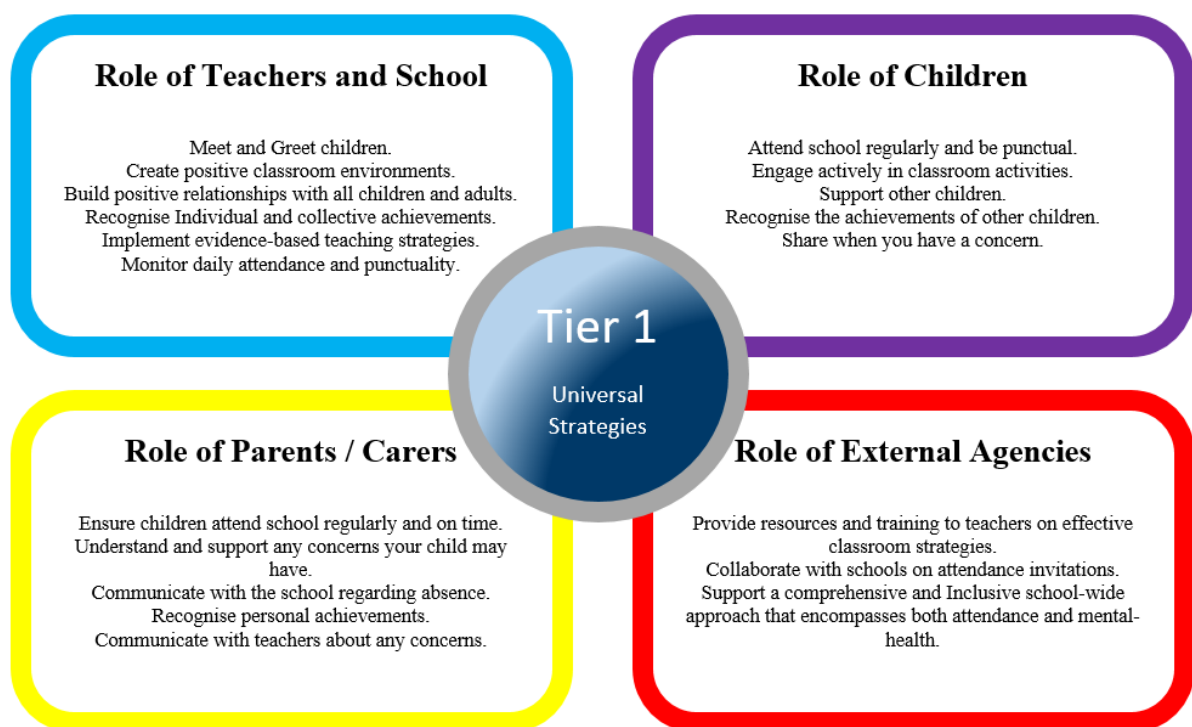 Role of Teachers and School
Meet and Greet children.
Create positive classroom environments.
Build positive relationships with all children and adults.
Recognise Individual and collective achievements.
Implement evidence-based teaching strategies.
Monitor daily attendance and punctuality.
Role of Children
Attend school regularly and be punctual.
Engage actively in classroom activities.
Support other children.
Recognise the achievements of other children.
Share when you have a concern.
Tier 1
Universal
Strategies
Role of Parents / Carers
Ensure children attend school regularly and on time.
Understand and support any concerns your child may
have.
Communicate with the school regarding absence.
Recognise personal achievements.
Communicate with teachers about any concerns.
Role of External Agencies
Provide resources and training to teachers on effective
classroom strategies.
Collaborate with schools on attendance invitations.
Support a comprehensive and Inclusive school-wide
approach that encompasses both attendance and mental-
health.